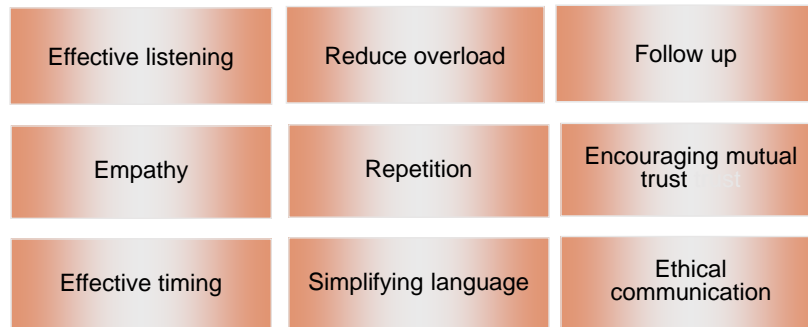 Effective listening
Reduce overload
Follow up
Empathy
Repetition
Encouraging mutual
trust
Effective timing
Simplifying language
Ethical
communication